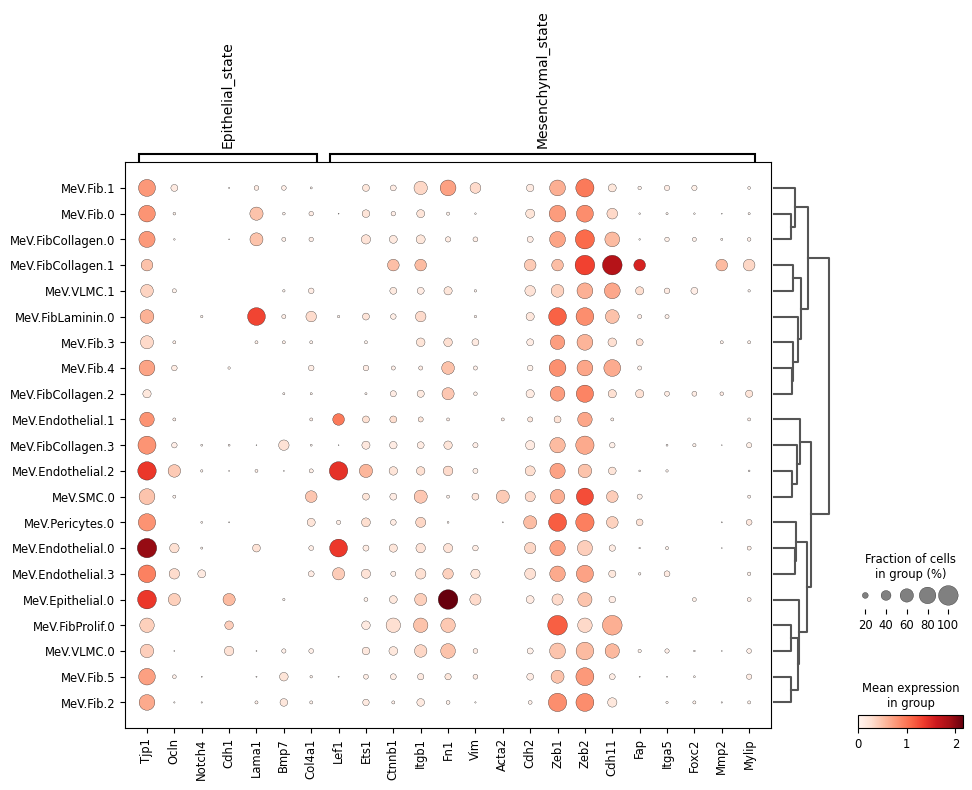 Epithelial_state
Mesenchymal_state
MeV.Fib.1
MeV.Fib.0
MeV.FibCollagen.0
MeV.FibCollagen.1
MeV.VLMC.1
MeV.FibLaminin.0
MeV.Fib.3
MeV.Fib.4
MeV.FibCollagen.2
MeV.Endothelial.1
MeV.FibCollagen.3
MeV.Endothelial.2
MeV.SMC.0
MeV.Pericytes.0
MeV.Endothelial.0
MeV.Endothelial.3
MeV.Epithelial.0
MeV.FibProlif.0
MeV.VLMC.0
MeV.Fib.5
MeV.Fib.2
Tjp1
Ocln
Notch4
Cdh1
Lama1
Bmp7
Col4a1
Lef1
Ets1
Ctnnb1
Itgb1
Fn1
Vim
Acta2
Cdh2
Zeb1
Zeb2
Cdh11
Fap
Itga5
Foxc2
Mmp2
Mylip
Fraction of cells
in group (%)
20 40 60 80 100
Mean expression
in group
0 1 2